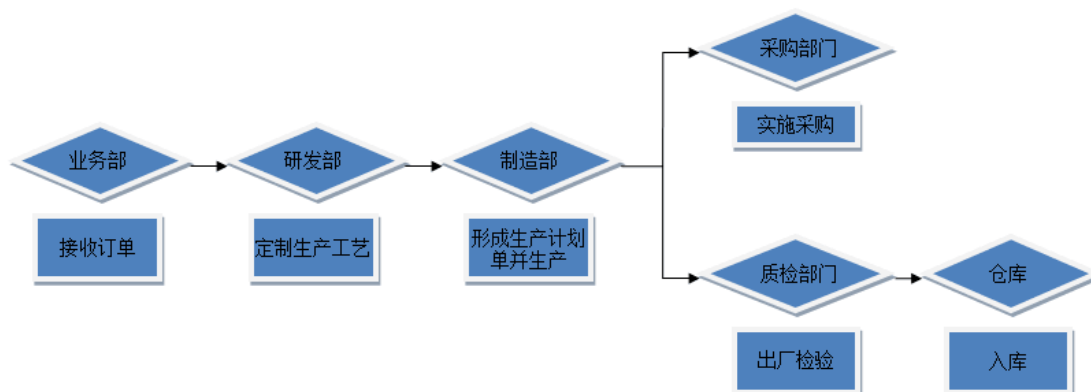 采购部门
实施采购
业务部
研发部
制造部
接收订单
定制生产工艺
形成生产计划
单并生产
质检部门
仓库
出厂检验
入库